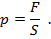 p = F/S .